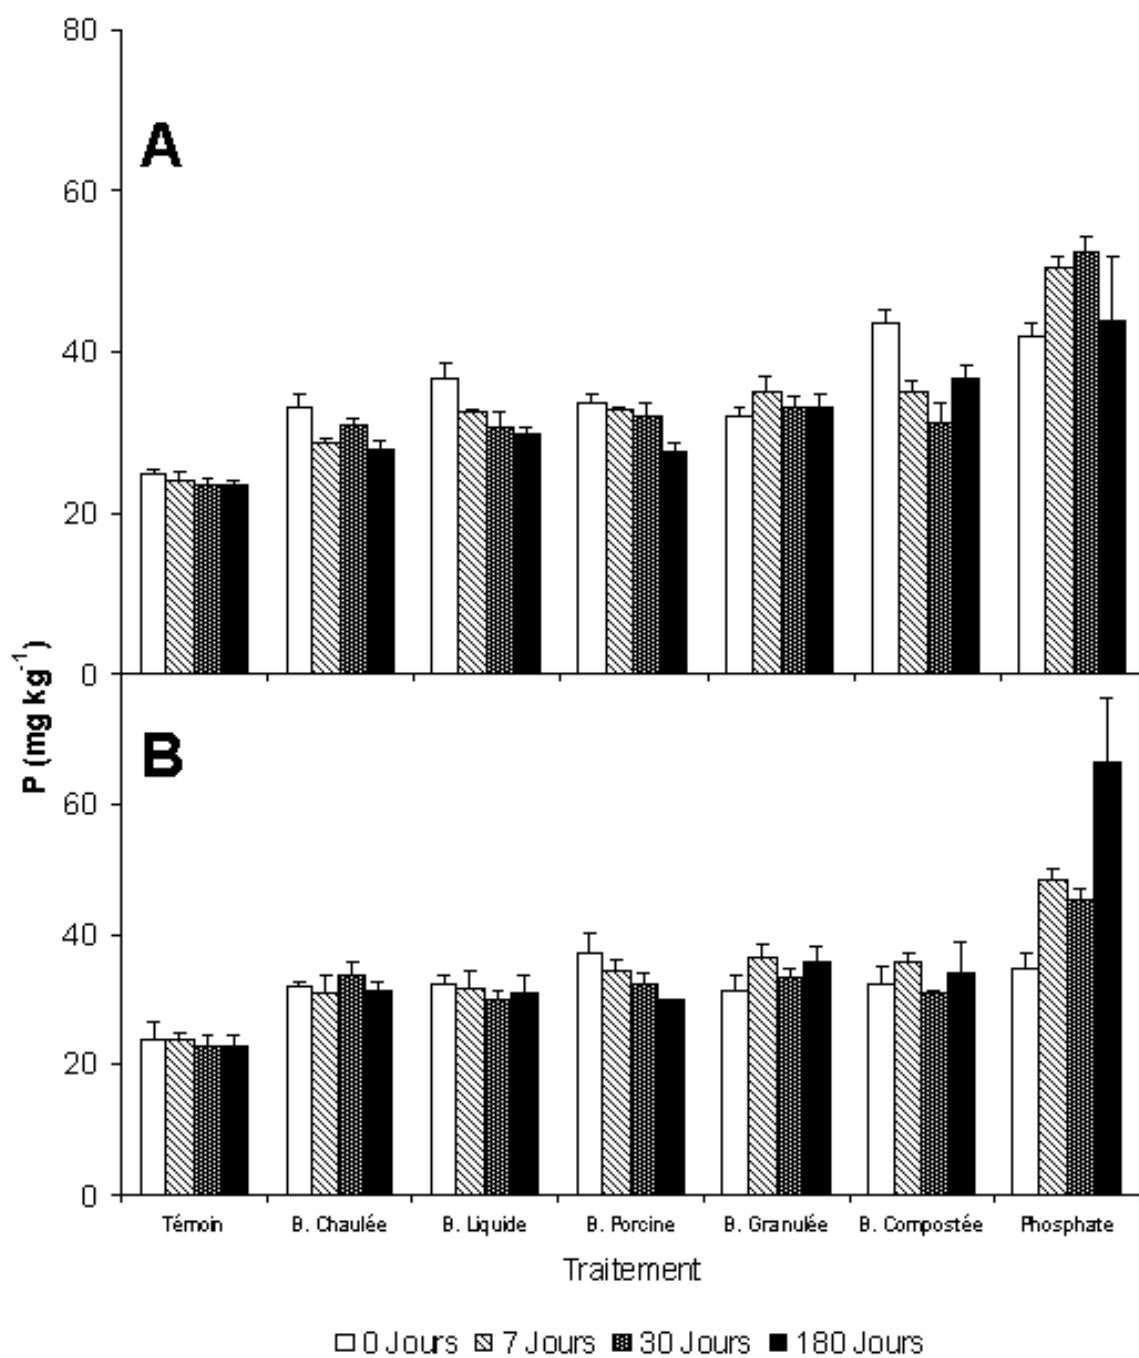 80
A
60
40
20
0
P (mg kg-1)
B
60
40
20
0
Témoin B. Chaulée B. Liquide B. Porcine B. Granulée B. Compostée Phosphate
Traitement
0 Jours 7 Jours 30 Jours 180 Jours